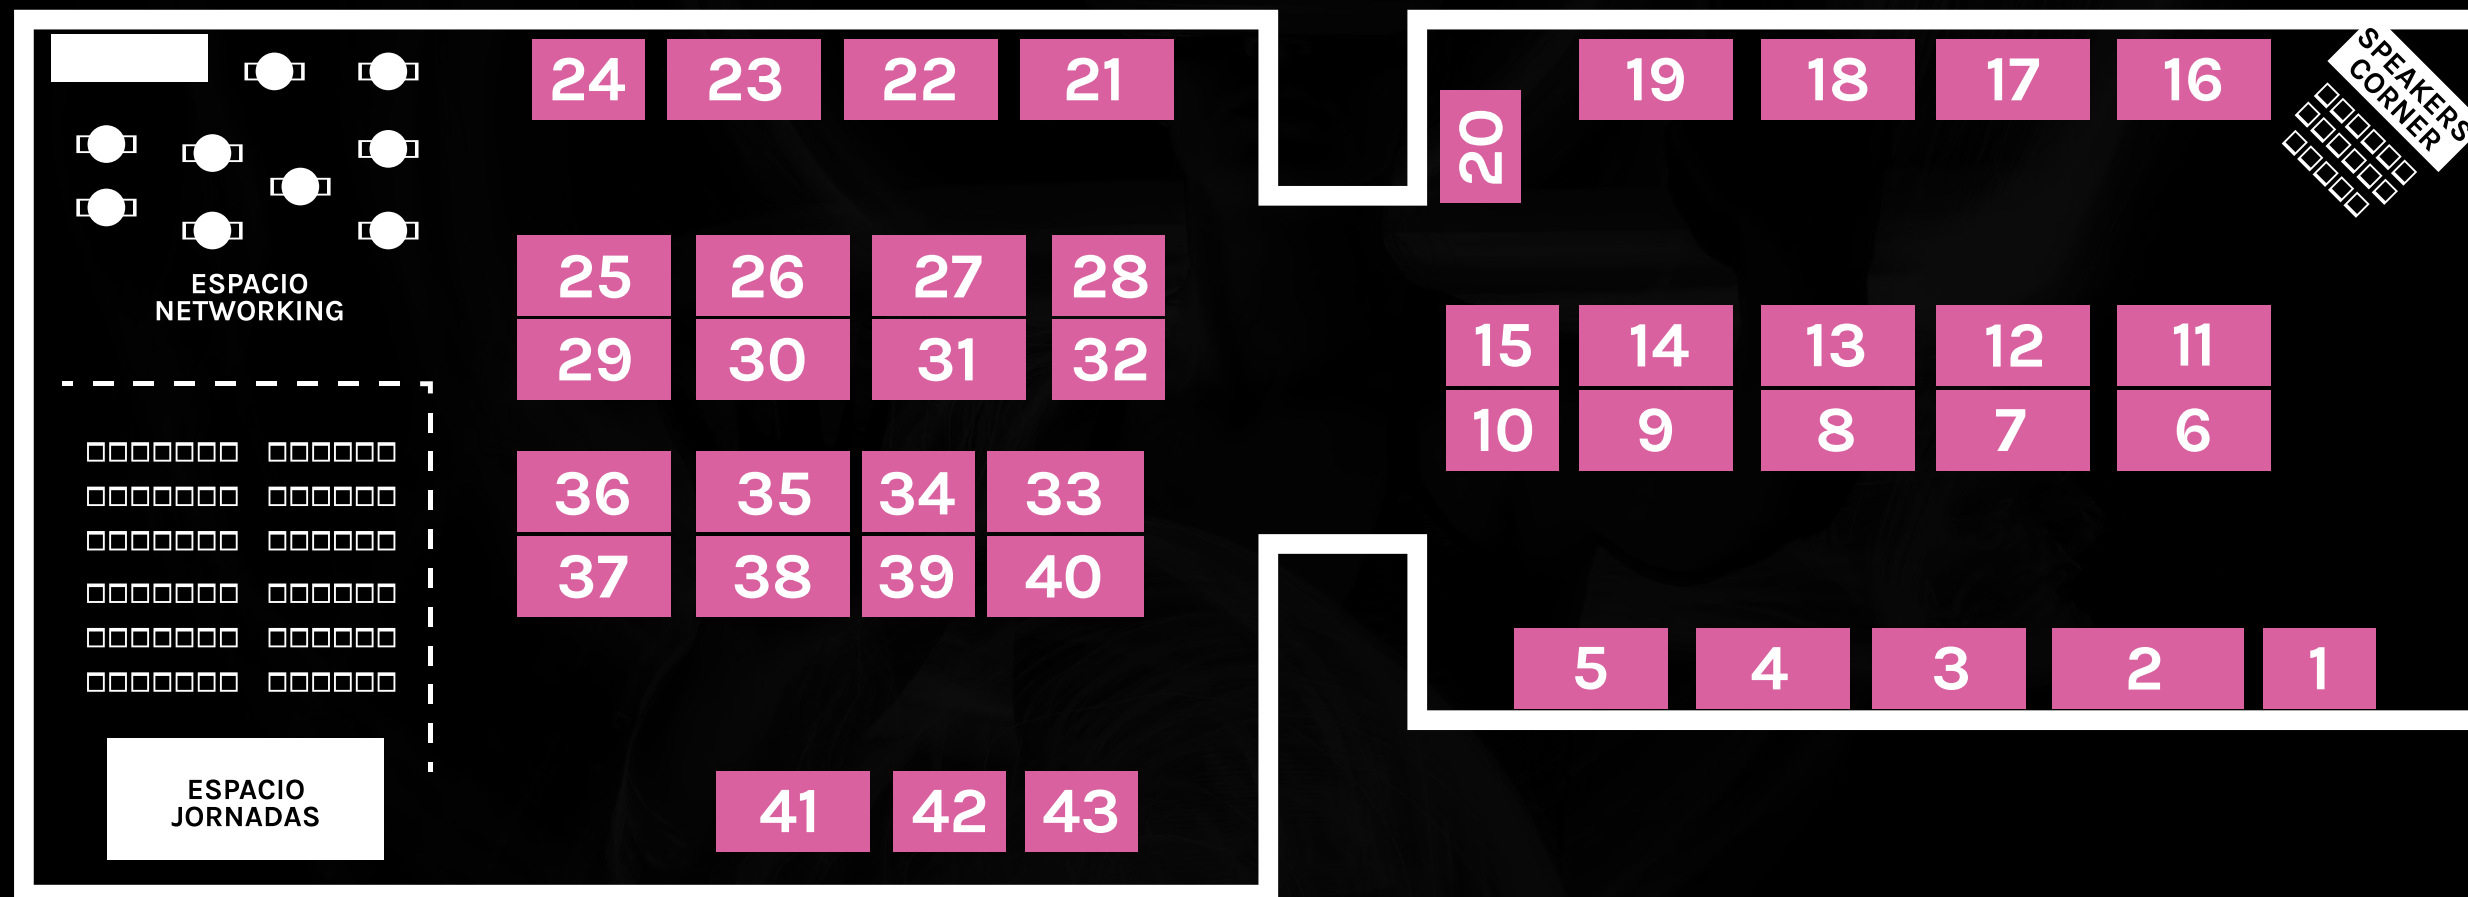 24 23 22 21
19 18 17 16
SPEAKERS
CORNER
20
25 26 27 28
29 30 31 32
ESPACIO
NETWORKING
15 14 13 12 11
10 9 8 7 6
36 35 34 33
37 38 39 40
5 4 3 2 1
41 42 43
ESPACIO
JORNADAS